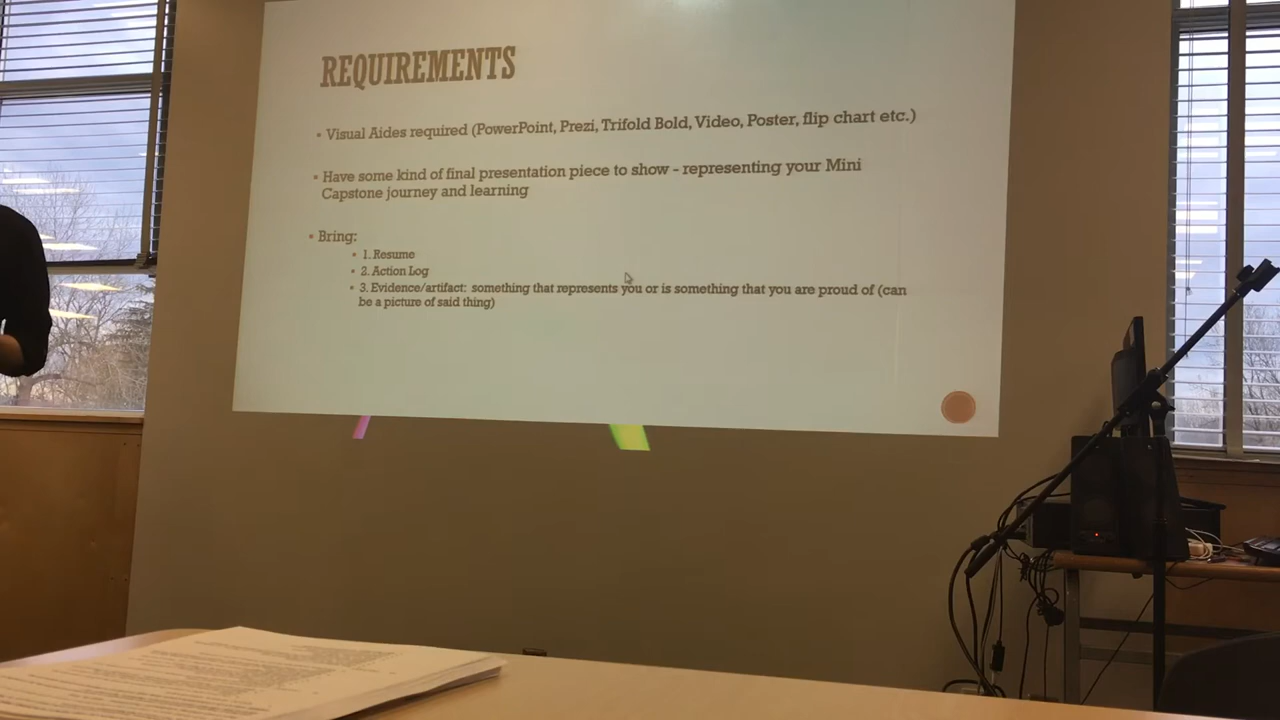 REQUIREMENTS
Visual Aides required (PowerPoint, Prezi, Trifold Bold, Video, Poster, flip chart etc.)
Have some kind of final presentation piece to show - representing your Mini
Capstone journey and learning
Bring:
1. Resume
2. Action Log
3. Evidence/artifact: something that represents you or is something that you are proud of (can
be a picture of said thing)